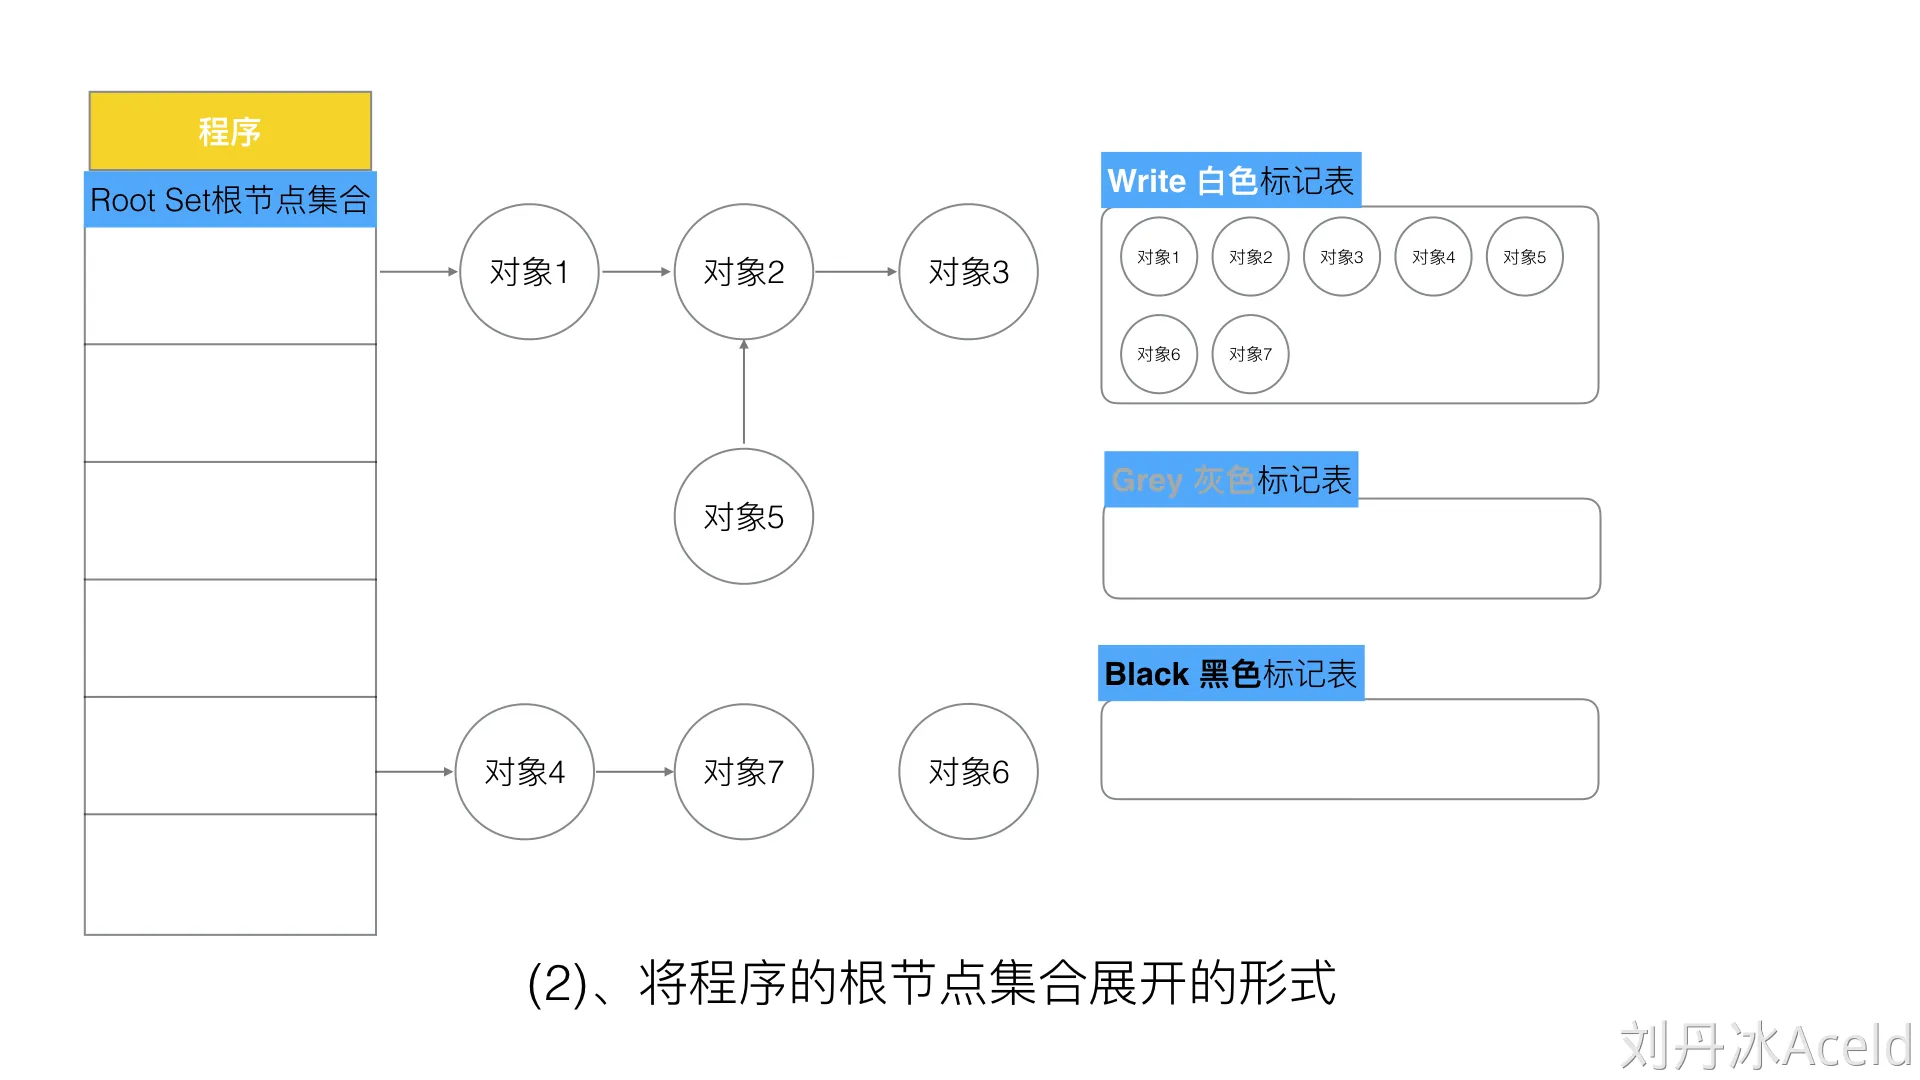 程序
Root Set根节点集合
对象1
对象2
对象3
对象5
对象4
对象7
对象6
Write 白色标记表
对象1
对象2
对象3
对象4
对象5
对象6
对象7
Grey 灰色标记表
Black 黑色标记表
(2)、将程序的根节点集合展开的形式
刘丹冰Aceld